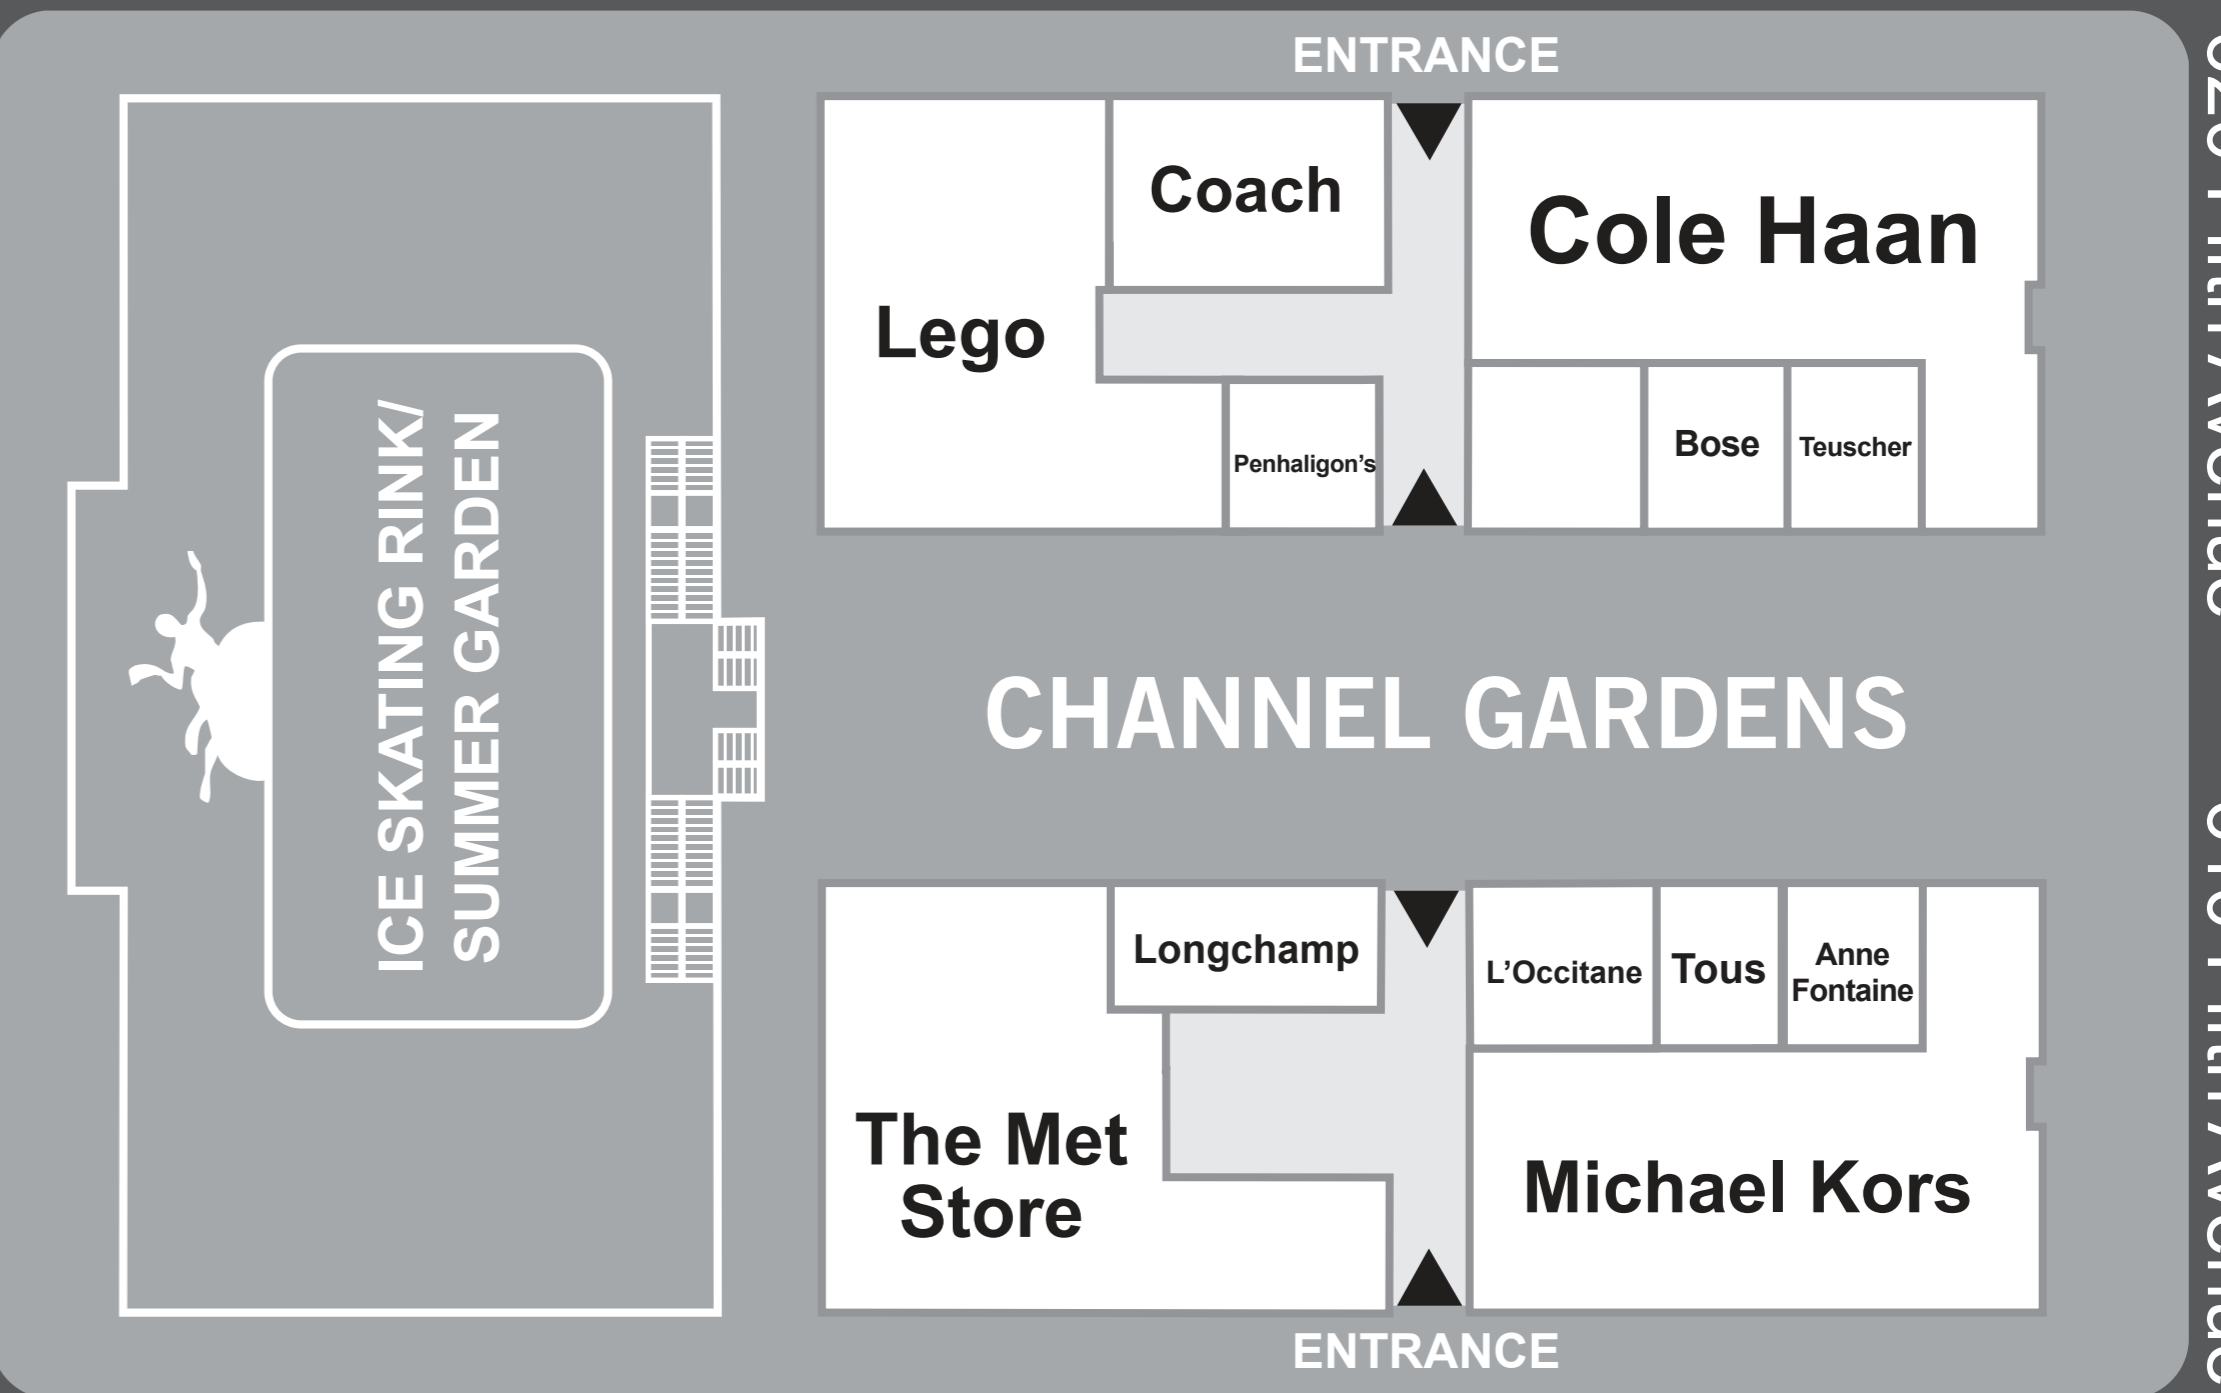 ENTRANCE
Coach
Cole Haan
Lego
Bose
Teuscher
Penhaligon’s
ICE SKATING RINK/
SUMMER GARDEN
CHANNEL GARDENS
Longchamp
L’Occitane
Tous
Anne
Fontaine
The Met
Store
Michael Kors
ENTRANCE